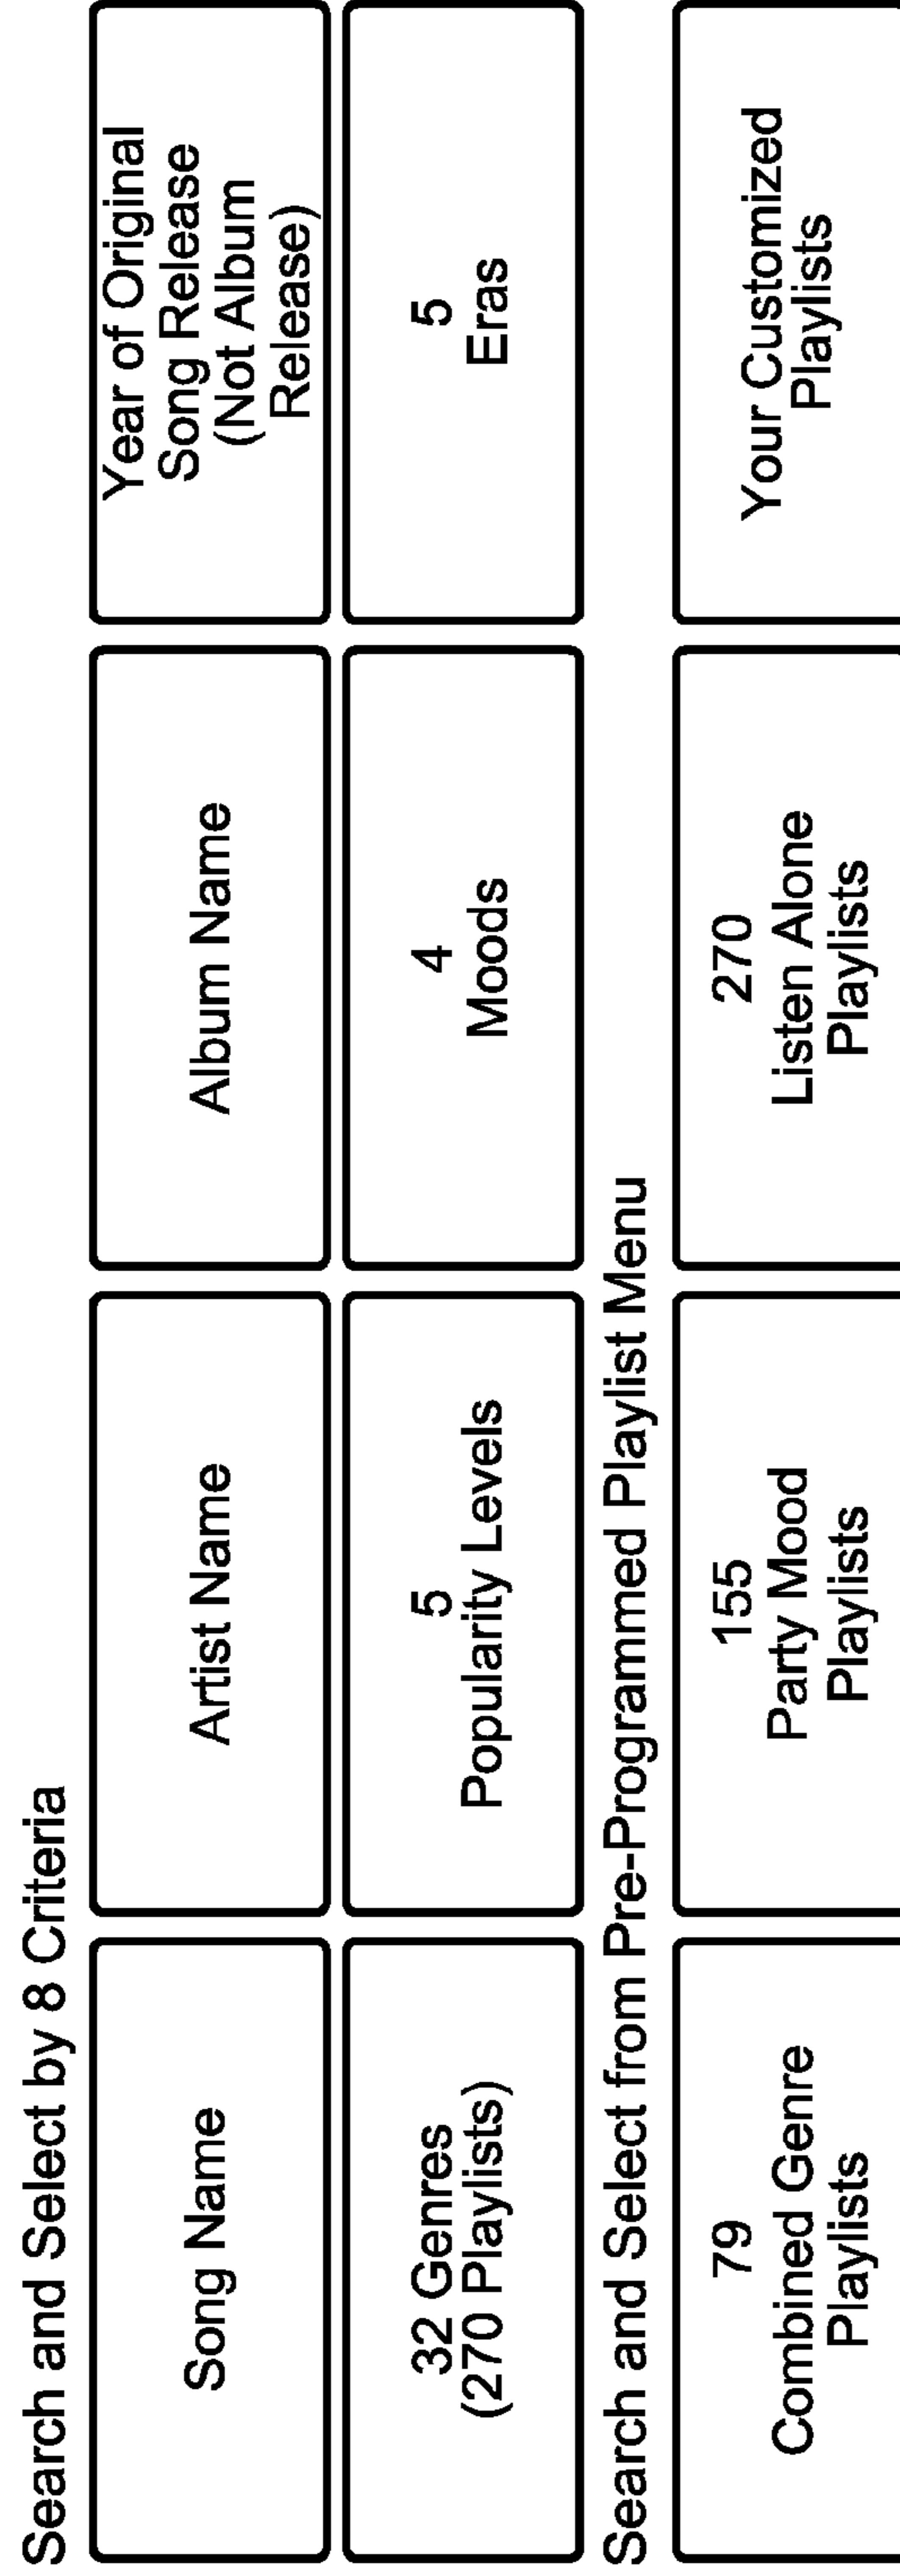 Search and Select by 8 Criteria
Song Name
Artist Name
Album Name
Year of Original
Song Release
(Not Album
Release)
32 Genres
(270 Playlists)
5
Popularity Levels
4
Moods
5
Eras
Search and Select from Pre-Programmed Playlist Menu
79
Combined Genre
Playlists
155
Party Mood
Playlists
270
Listen Alone
Playlists
Your Customized
Playlists